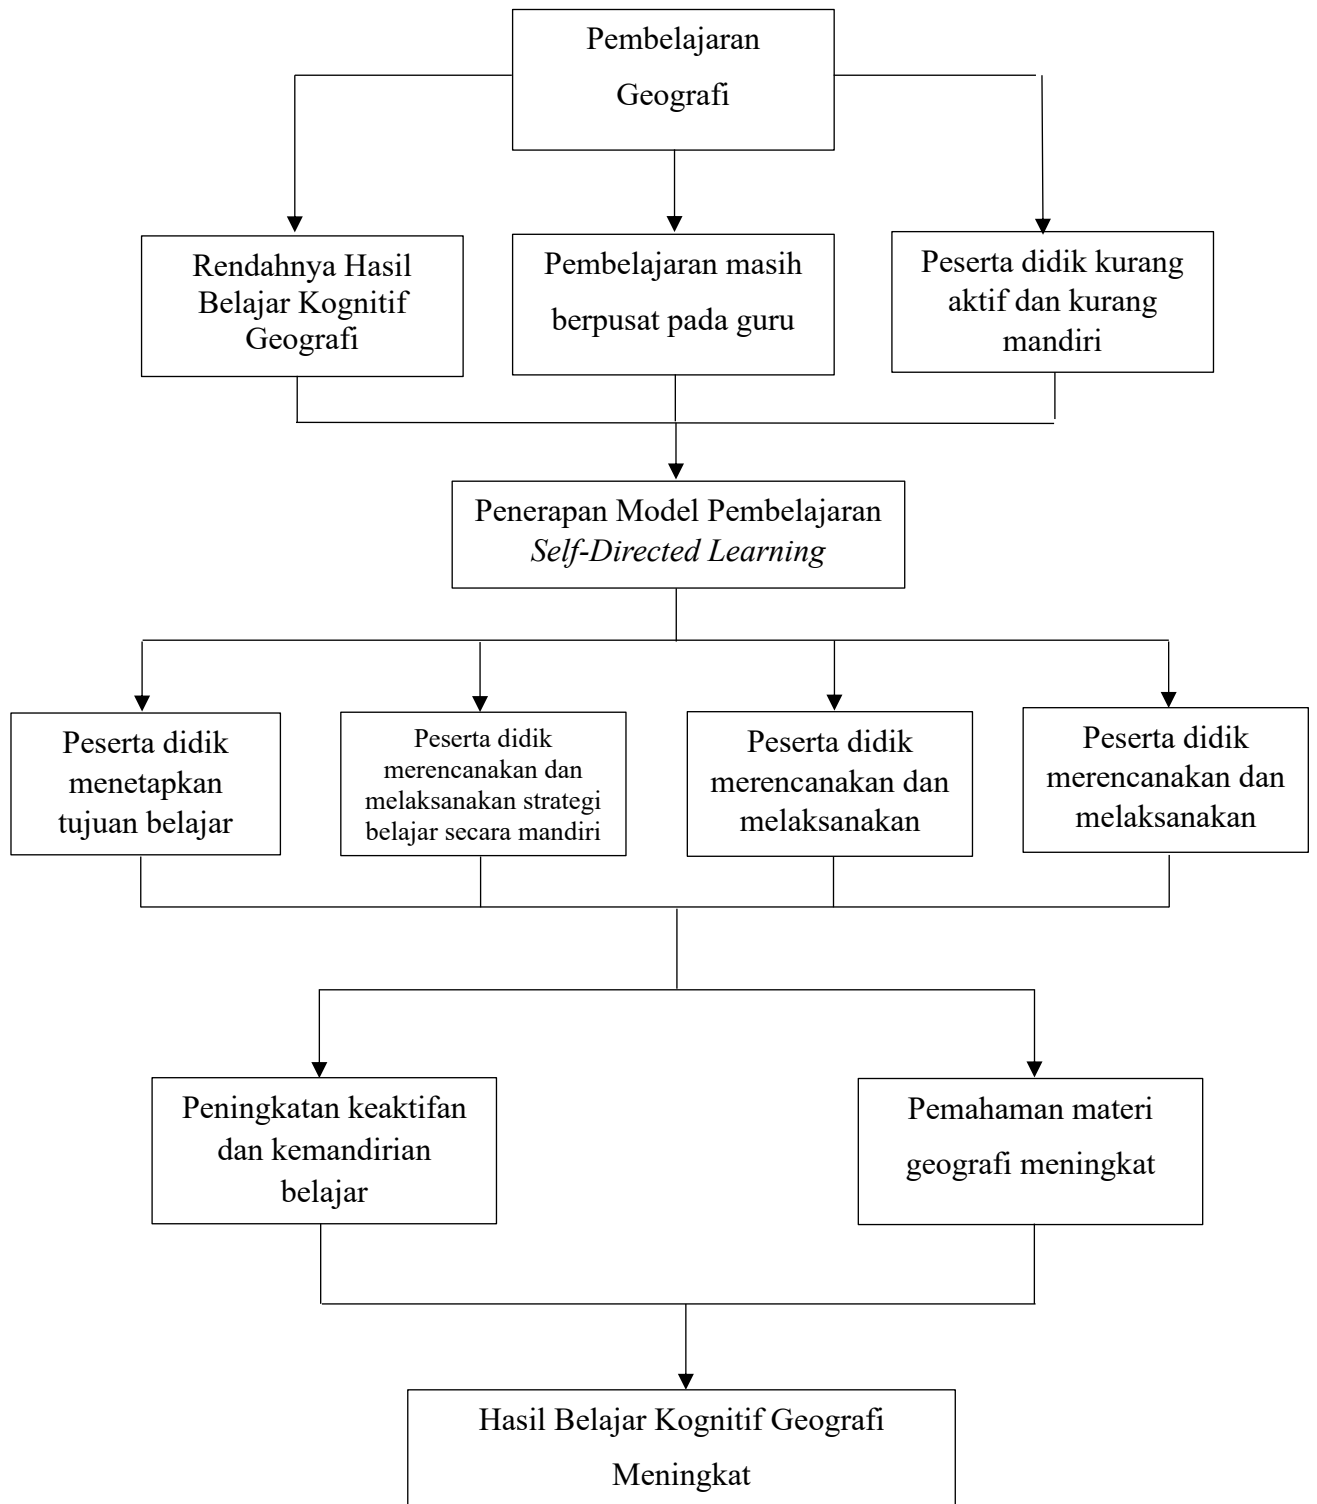 Pembelajaran
Geografi
Rendahnya Hasil
Belajar Kognitif
Geografi
Pembelajaran masih
berpusat pada guru
Peserta didik kurang
aktif dan kurang
mandiri
Penerapan Model Pembelajaran
Self-Directed Learning
Peserta didik
menetapkan
tujuan belajar
Peserta didik
merencanakan dan
melaksanakan strategi
belajar secara mandiri
Peserta didik
merencanakan dan
melaksanakan
Peserta didik
merencanakan dan
melaksanakan
Peningkatan keaktifan
dan kemandirian
belajar
Pemahaman materi
geografi meningkat
Hasil Belajar Kognitif Geografi
Meningkat